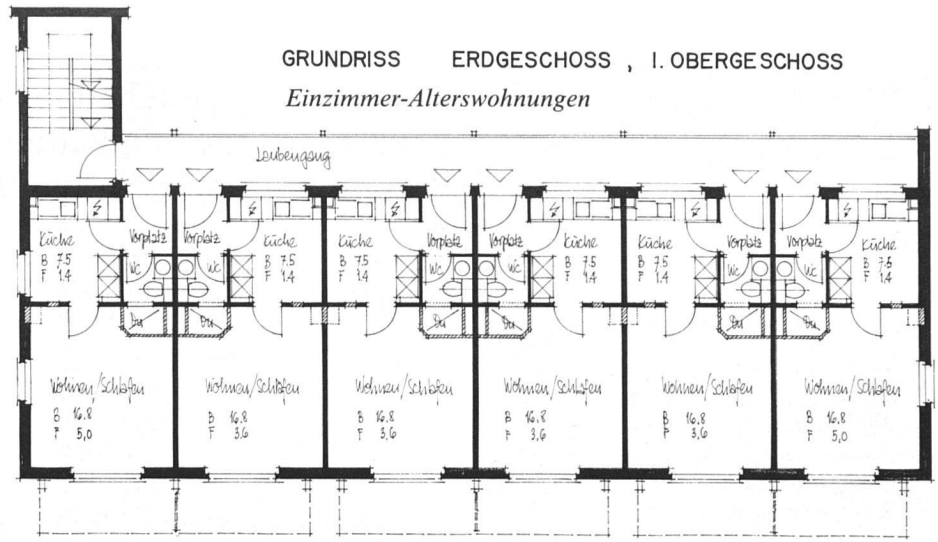 GRUNDRISS ERDGESCHOSS , I. OBERGESCHOSS
Einzimmer-Alterswohnungen
Laubengang
Küche Vorplatz Vorplatz Küche Küche Vorplatz Vorplatz Küche Küche Vorplatz Vorplatz Küche
B 7.5 B 7.5 B 7.5 B 7.5 B 7.5 B 7.5
F 1.4 F 1.4 F 1.4 F 1.4 F 1.4 F 1.4
WC WC WC WC WC WC
Du Du Du Du Du Du
Wohnen/Schlafen Wohnen/Schlafen Wohnen/Schlafen Wohnen/Schlafen Wohnen/Schlafen Wohnen/Schlafen
B 16.8 B 16.8 B 16.8 B 16.8 B 16.8 B 16.8
F 5,0 F 3,6 F 3,6 F 3,6 F 3,6 F 5,0